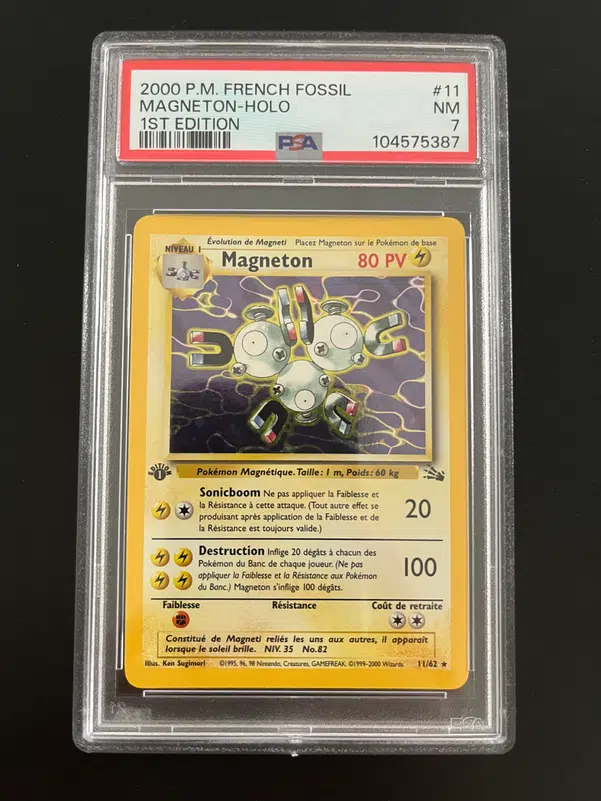 2000 P.M. FRENCH FOSSIL #11
MAGNETON-HOLO NM
1ST EDITION 7
PSA 104575387
Évolution de Magneti Placez Magneton sur le Pokémon de base
NIVEAU 1
Magneton 80 PV
EDITION
1
Pokémon Magnétique. Taille: 1 m, Poids: 60 kg
Sonicboom Ne pas appliquer la Faiblesse et
la Résistance à cette attaque. (Tout autre effet se
produisant après application de la Faiblesse et de
la Résistance est toujours valide.)
20
Destruction Inflige 20 dégâts à chacun des
Pokémon du Banc de chaque joueur. (Ne pas
appliquer la Faiblesse et la Résistance aux Pokémon
du Banc.) Magneton s'inflige 100 dégâts.
100
Faiblesse Résistance Coût de retraite
Constitué de Magneti reliés les uns aux autres, il apparaît
lorsque le soleil brille. NIV. 35 No.82
Illus. Ken Sugimori ©1995, 96, 98 Nintendo, Creatures, GAMEFREAK. ©1999-2000 Wizards. 11/62 ★
PSA